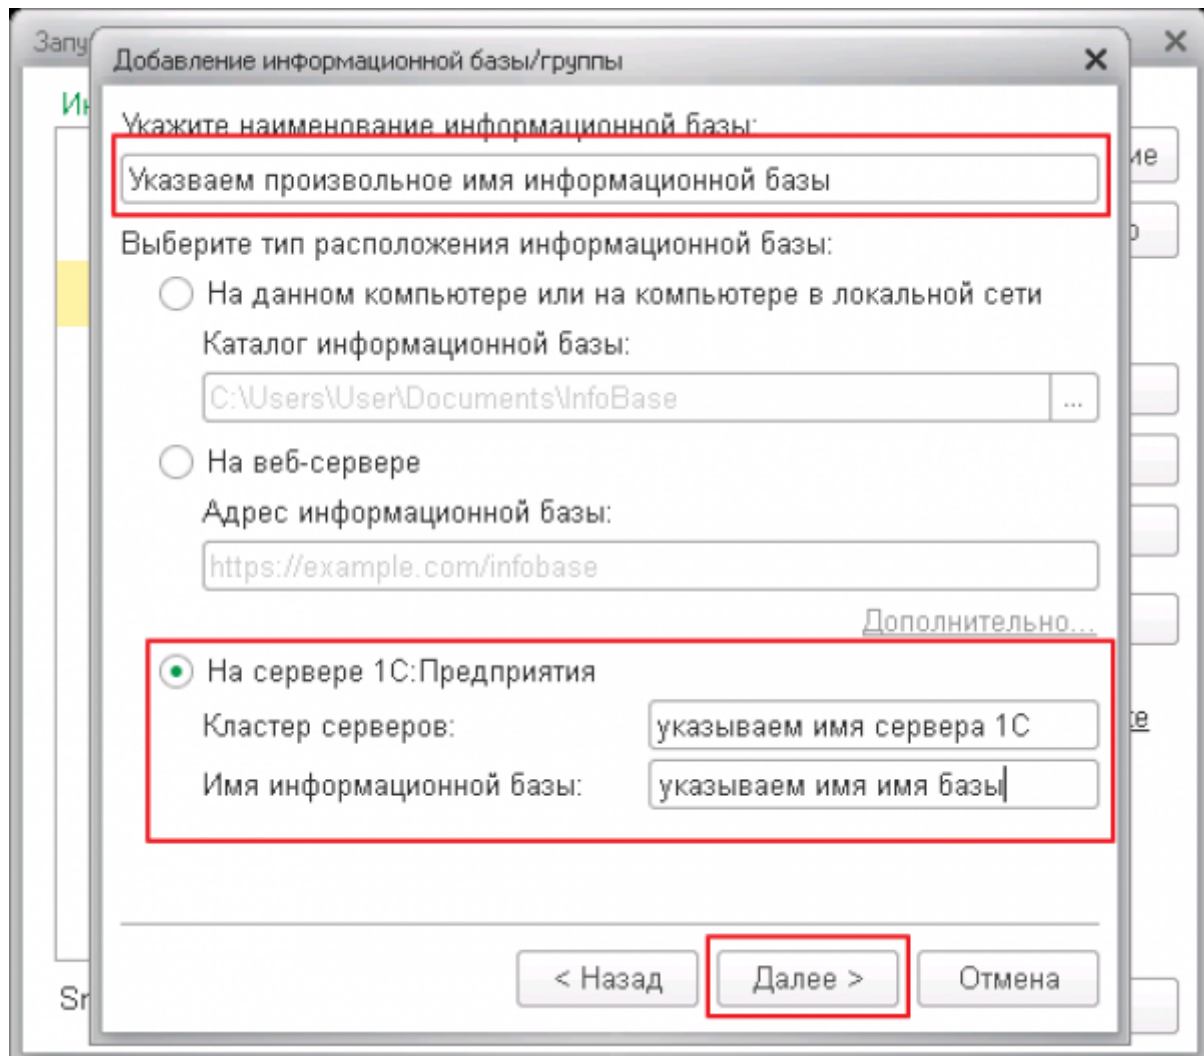 Запу
Добавление информационной базы/группы
Ин
Укажите наименование информационной базы:
ие
Указваем произвольное имя информационной базы
Выберите тип расположения информационной базы:
На данном компьютере или на компьютере в локальной сети
Каталог информационной базы:
C:\Users\User\Documents\InfoBase ...
На веб-сервере
Адрес информационной базы:
https://example.com/infobase
Дополнительно...
На сервере 1С:Предприятия
Кластер серверов: указываем имя сервера 1С
Имя информационной базы: указываем имя имя базы
< Назад Далее > Отмена